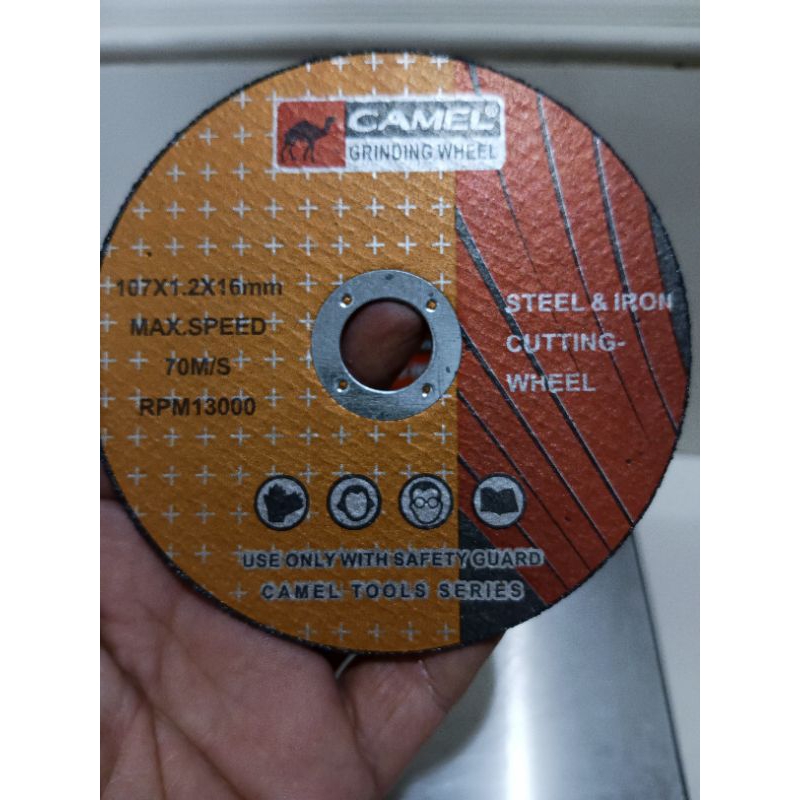 CAMEL®
GRINDING WHEEL
107X1.2X16mm
MAX.SPEED
70M/S
RPM13000
STEEL & IRON
CUTTING-
WHEEL
USE ONLY WITH SAFETY GUARD
CAMEL TOOLS SERIES